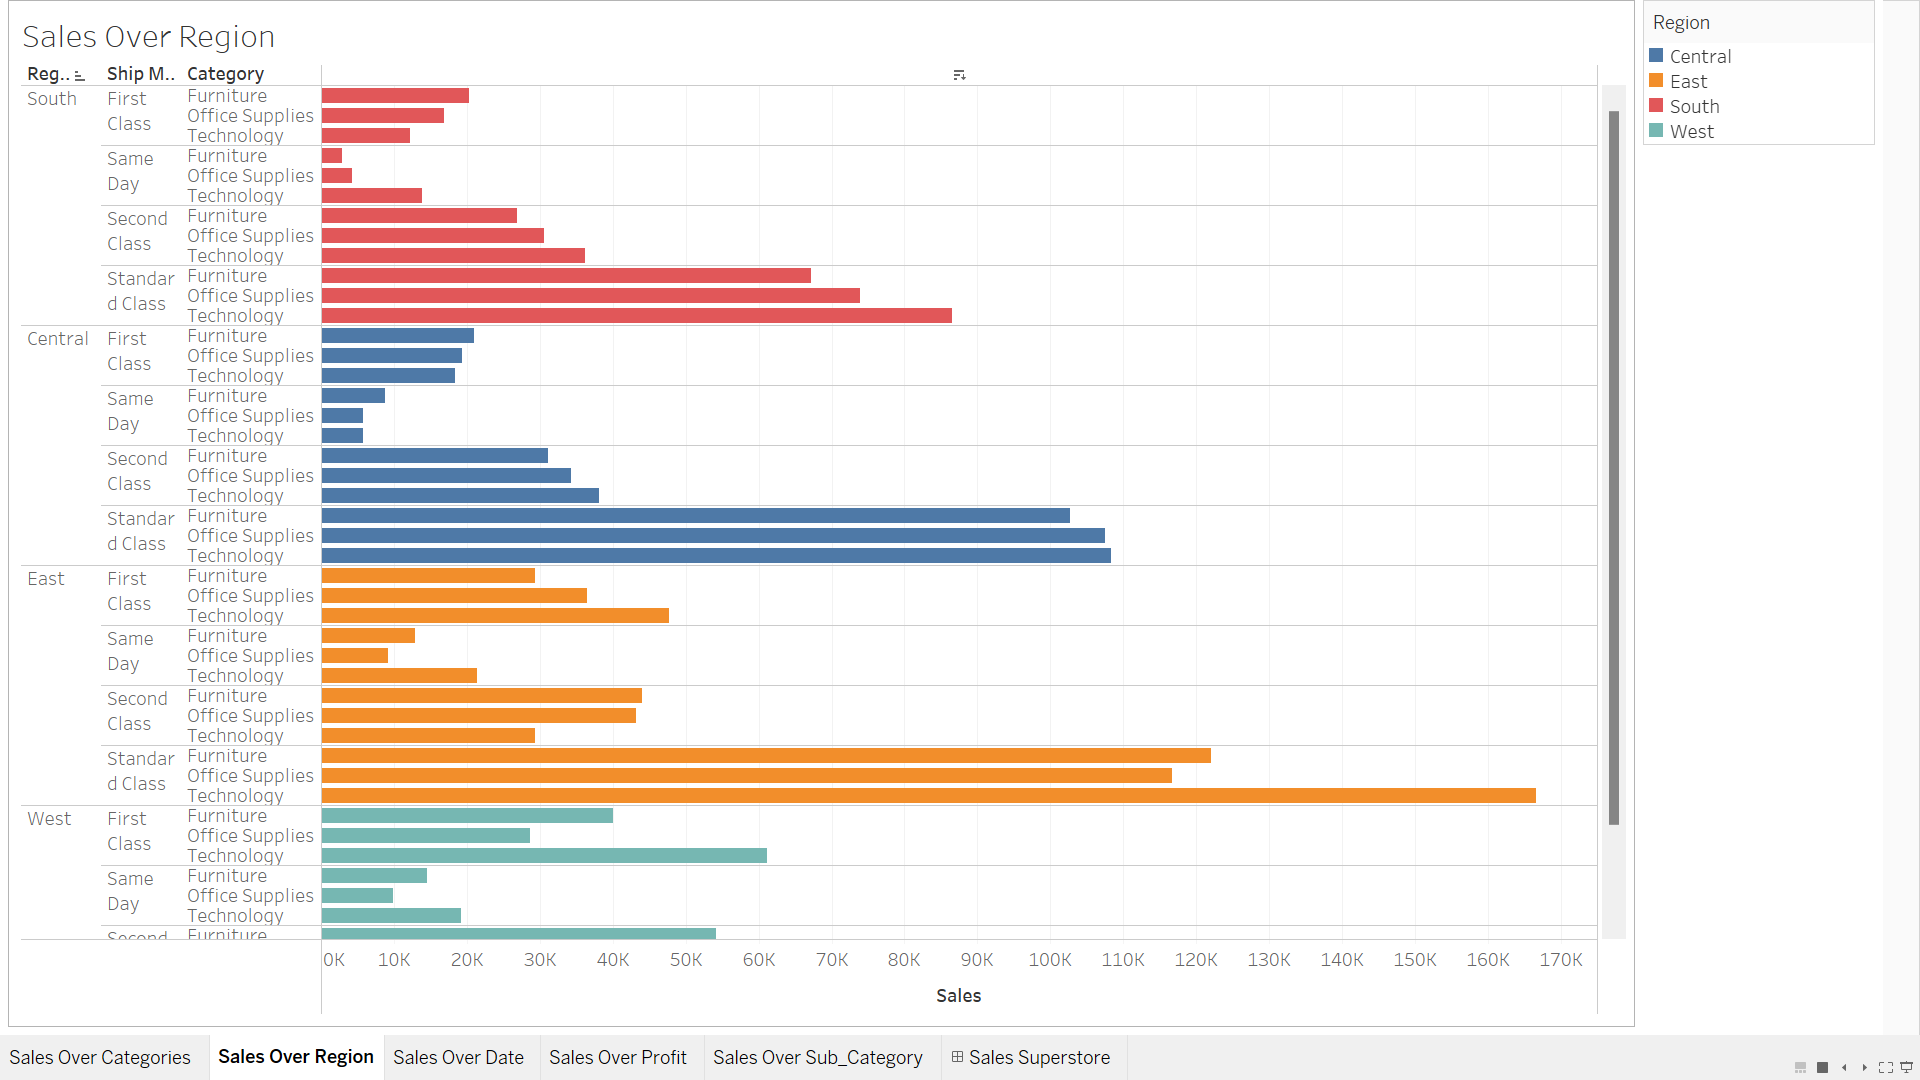 Sales Over Region
Reg.. Ship M.. Category
South First Class Furniture
Office Supplies
Technology
Same Day Furniture
Office Supplies
Technology
Second Class Furniture
Office Supplies
Technology
Standard Class Furniture
Office Supplies
Technology
Central First Class Furniture
Office Supplies
Technology
Same Day Furniture
Office Supplies
Technology
Second Class Furniture
Office Supplies
Technology
Standard Class Furniture
Office Supplies
Technology
East First Class Furniture
Office Supplies
Technology
Same Day Furniture
Office Supplies
Technology
Second Class Furniture
Office Supplies
Technology
Standard Class Furniture
Office Supplies
Technology
West First Class Furniture
Office Supplies
Technology
Same Day Furniture
Office Supplies
Technology
Second Furniture
0K 10K 20K 30K 40K 50K 60K 70K 80K 90K 100K 110K 120K 130K 140K 150K 160K 170K
Sales
Region
Central
East
South
West
Sales Over Categories Sales Over Region Sales Over Date Sales Over Profit Sales Over Sub_Category Sales Superstore